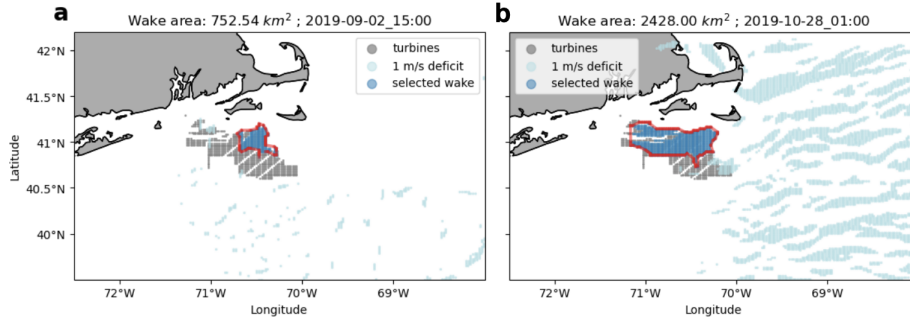 a
Wake area: 752.54 km² ; 2019-09-02_15:00
turbines
1 m/s deficit
selected wake
42°N
41.5°N
41°N
40.5°N
40°N
Latitude
72°W
71°W
70°W
69°W
Longitude
b
Wake area: 2428.00 km² ; 2019-10-28_01:00
turbines
1 m/s deficit
selected wake
72°W
71°W
70°W
69°W
Longitude